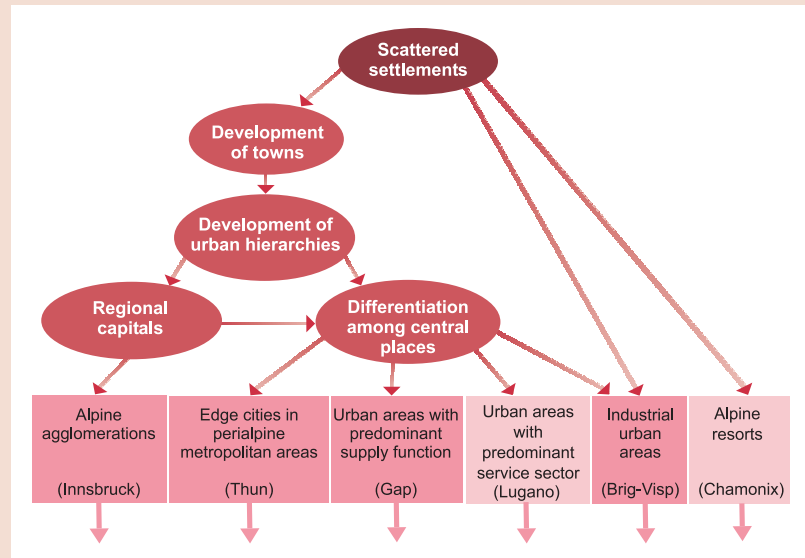 Scattered
settlements
Development
of towns
Development of
urban hierarchies
Regional
capitals
Differentiation
among central
places
Alpine
agglomerations
(Innsbruck)
Edge cities in
perialpine
metropolitan areas
(Thun)
Urban areas with
predominant
supply function
(Gap)
Urban areas
with
predominant
service sector
(Lugano)
Industrial
urban
areas
(Brig-Visp)
Alpine
resorts
(Chamonix)